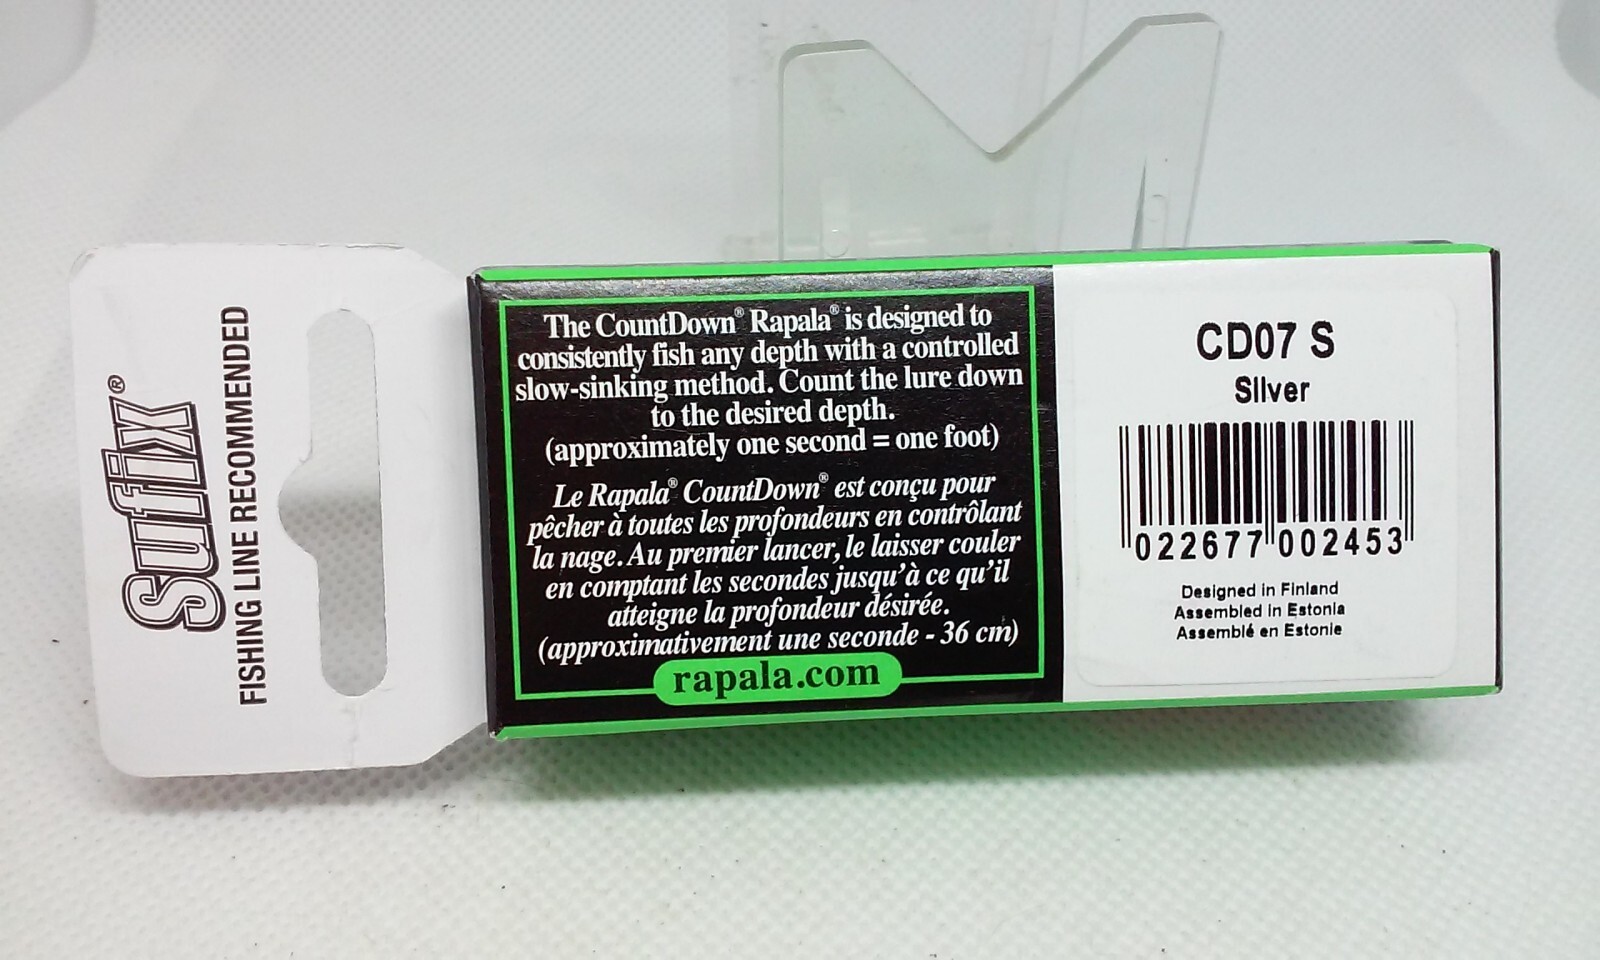 Sufix®
FISHING LINE RECOMMENDED
The CountDown® Rapala® is designed to
consistently fish any depth with a controlled
slow-sinking method. Count the lure down
to the desired depth.
(approximately one second = one foot)
Le Rapala® CountDown® est conçu pour
pêcher à toutes les profondeurs en contrôlant
la nage. Au premier lancer, le laisser couler
en comptant les secondes jusqu'à ce qu'il
atteigne la profondeur désirée.
(approximativement une seconde - 36 cm)
rapala.com
CD07 S
Silver
022677 002453
Designed in Finland
Assembled in Estonia
Assemblé en Estonie